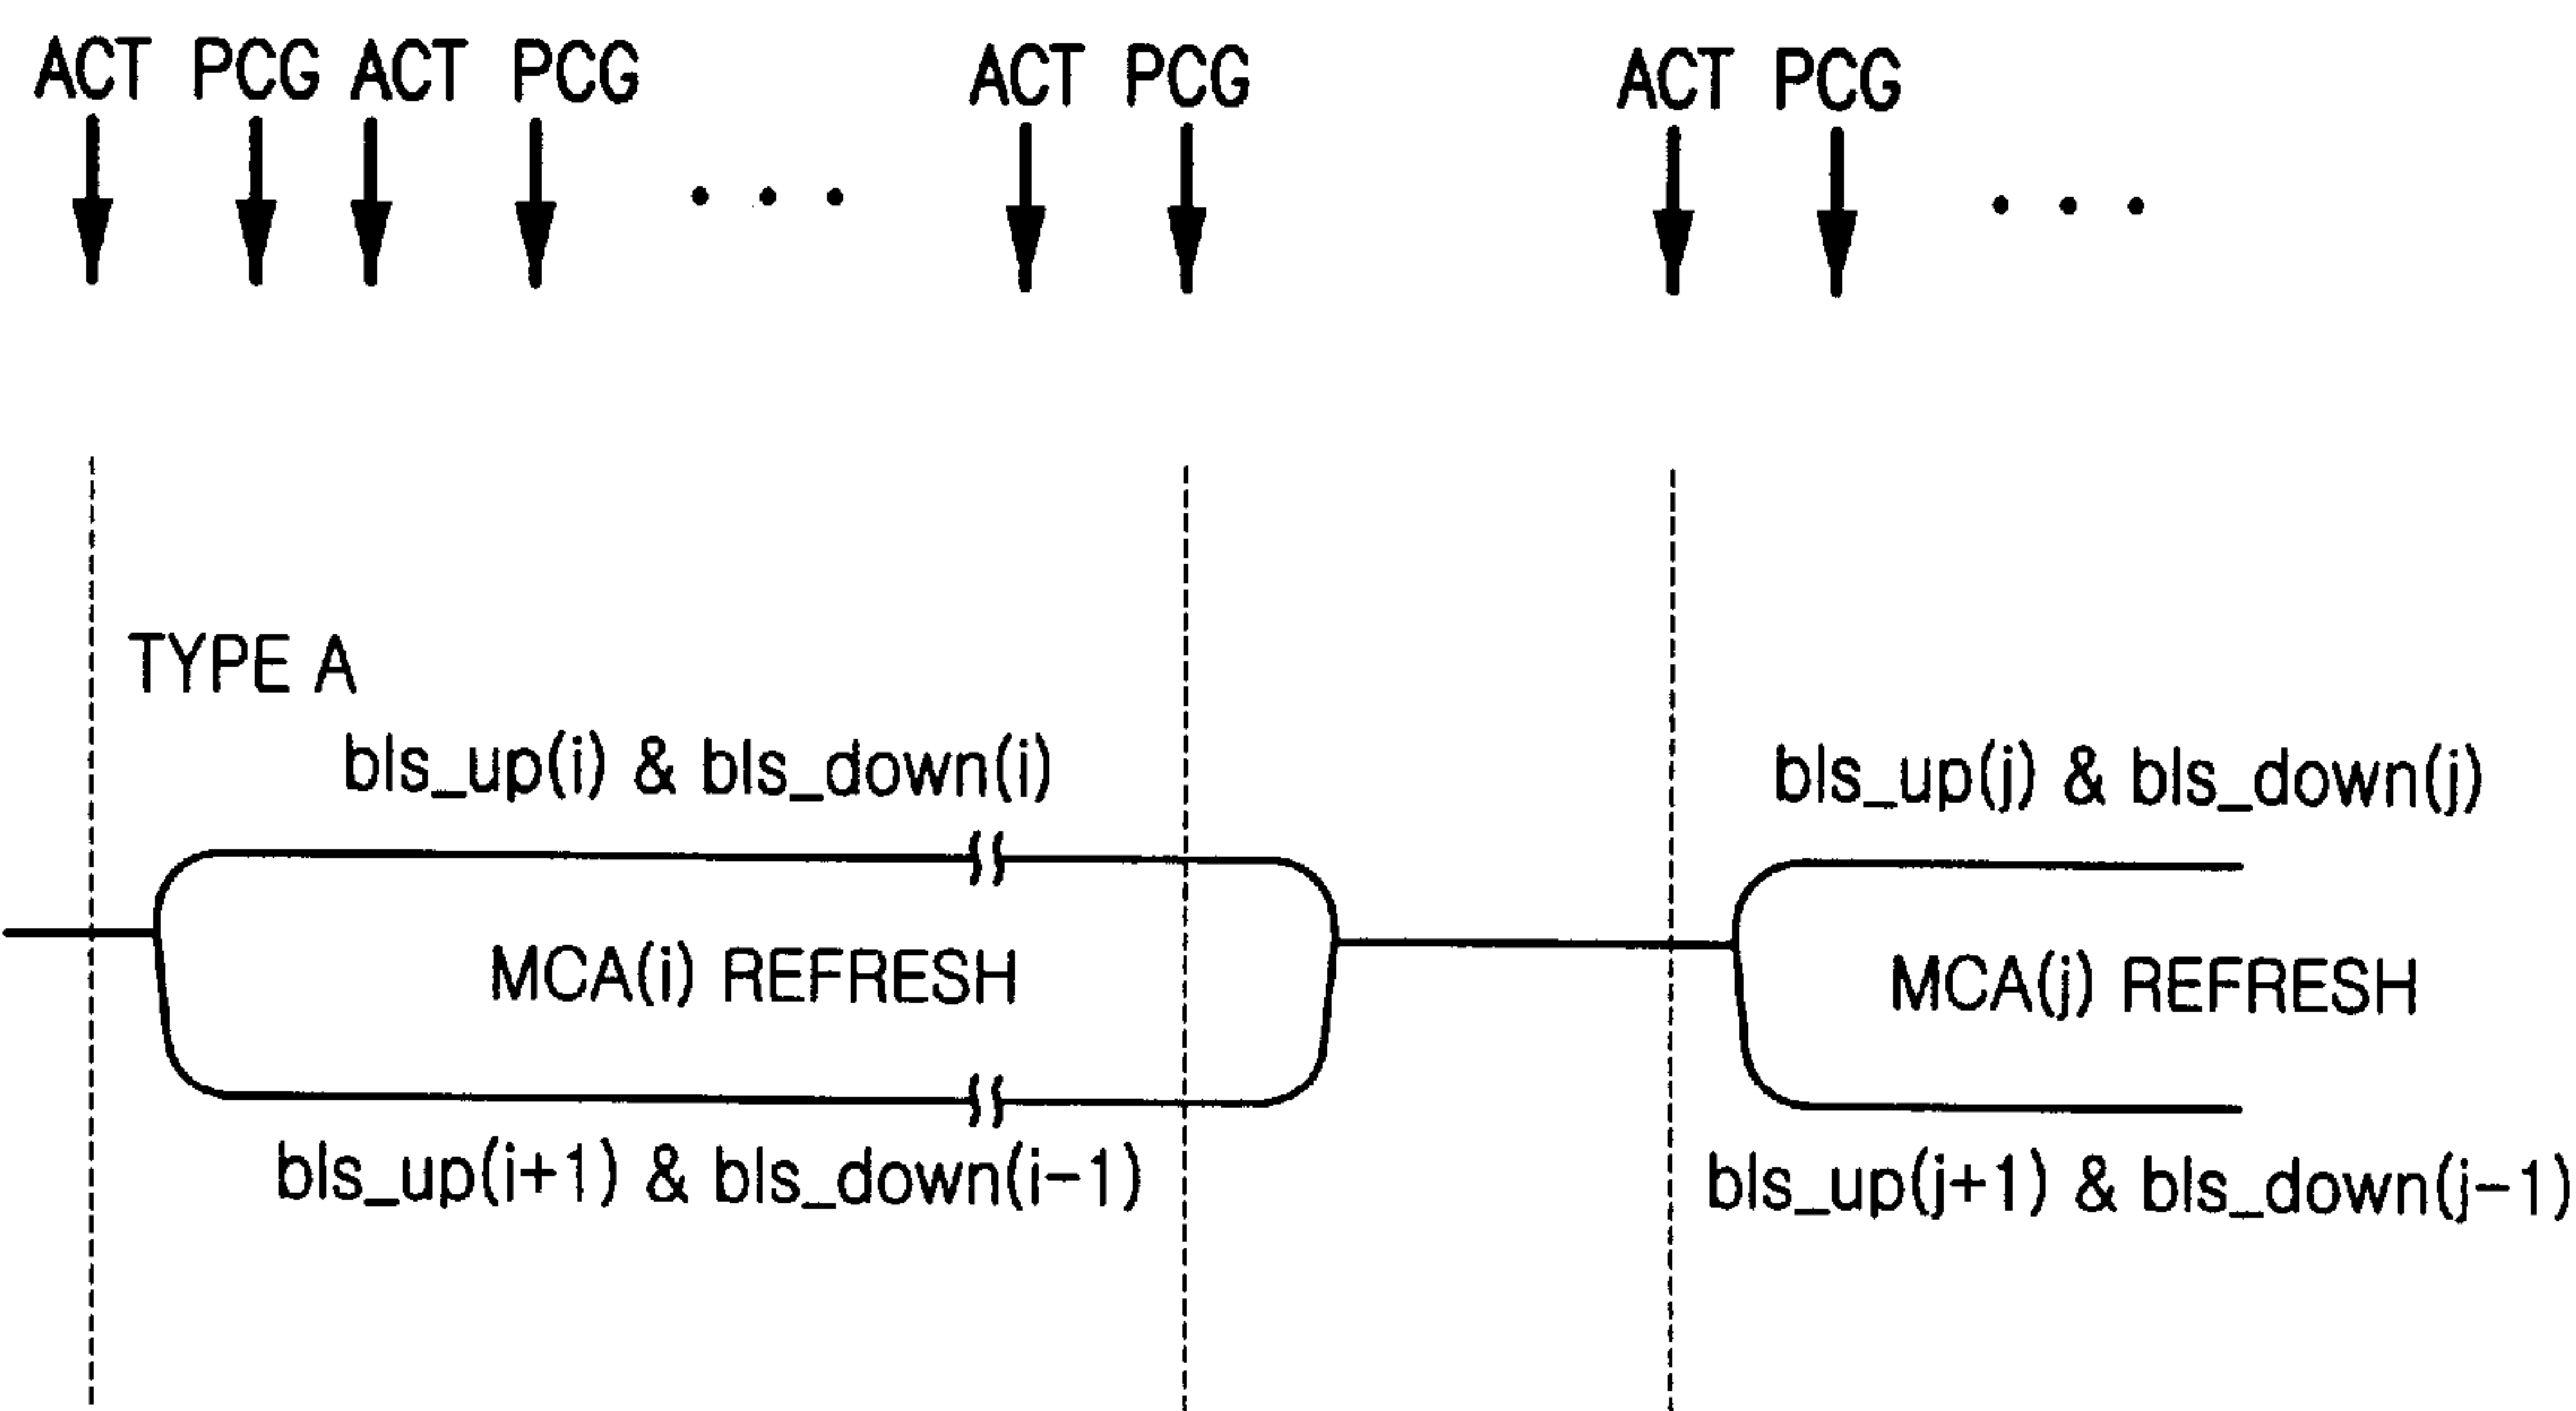 ACT PCG ACT PCG ACT PCG ACT PCG
TYPE A
bls_up(i) & bls_down(i) bls_up(j) & bls_down(j)
MCA(i) REFRESH MCA(j) REFRESH
bls_up(i+1) & bls_down(i-1) bls_up(j+1) & bls_down(j-1)